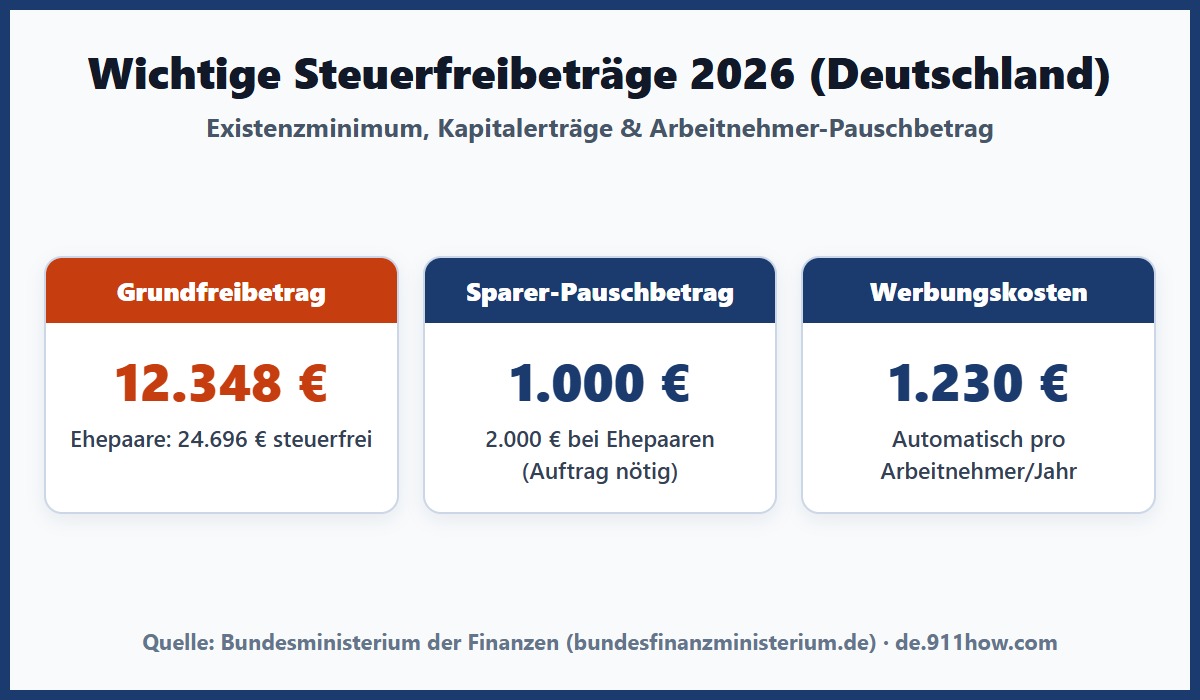 Wichtige Steuerfreibeträge 2026 (Deutschland)
Existenzminimum, Kapitalerträge & Arbeitnehmer-Pauschbetrag
Grundfreibetrag
12.348 €
Ehepaare: 24.696 € steuerfrei
Sparer-Pauschbetrag
1.000 €
2.000 € bei Ehepaaren
(Auftrag nötig)
Werbungskosten
1.230 €
Automatisch pro
Arbeitnehmer/Jahr
Quelle: Bundesministerium der Finanzen (bundesfinanzministerium.de) · de.911how.com